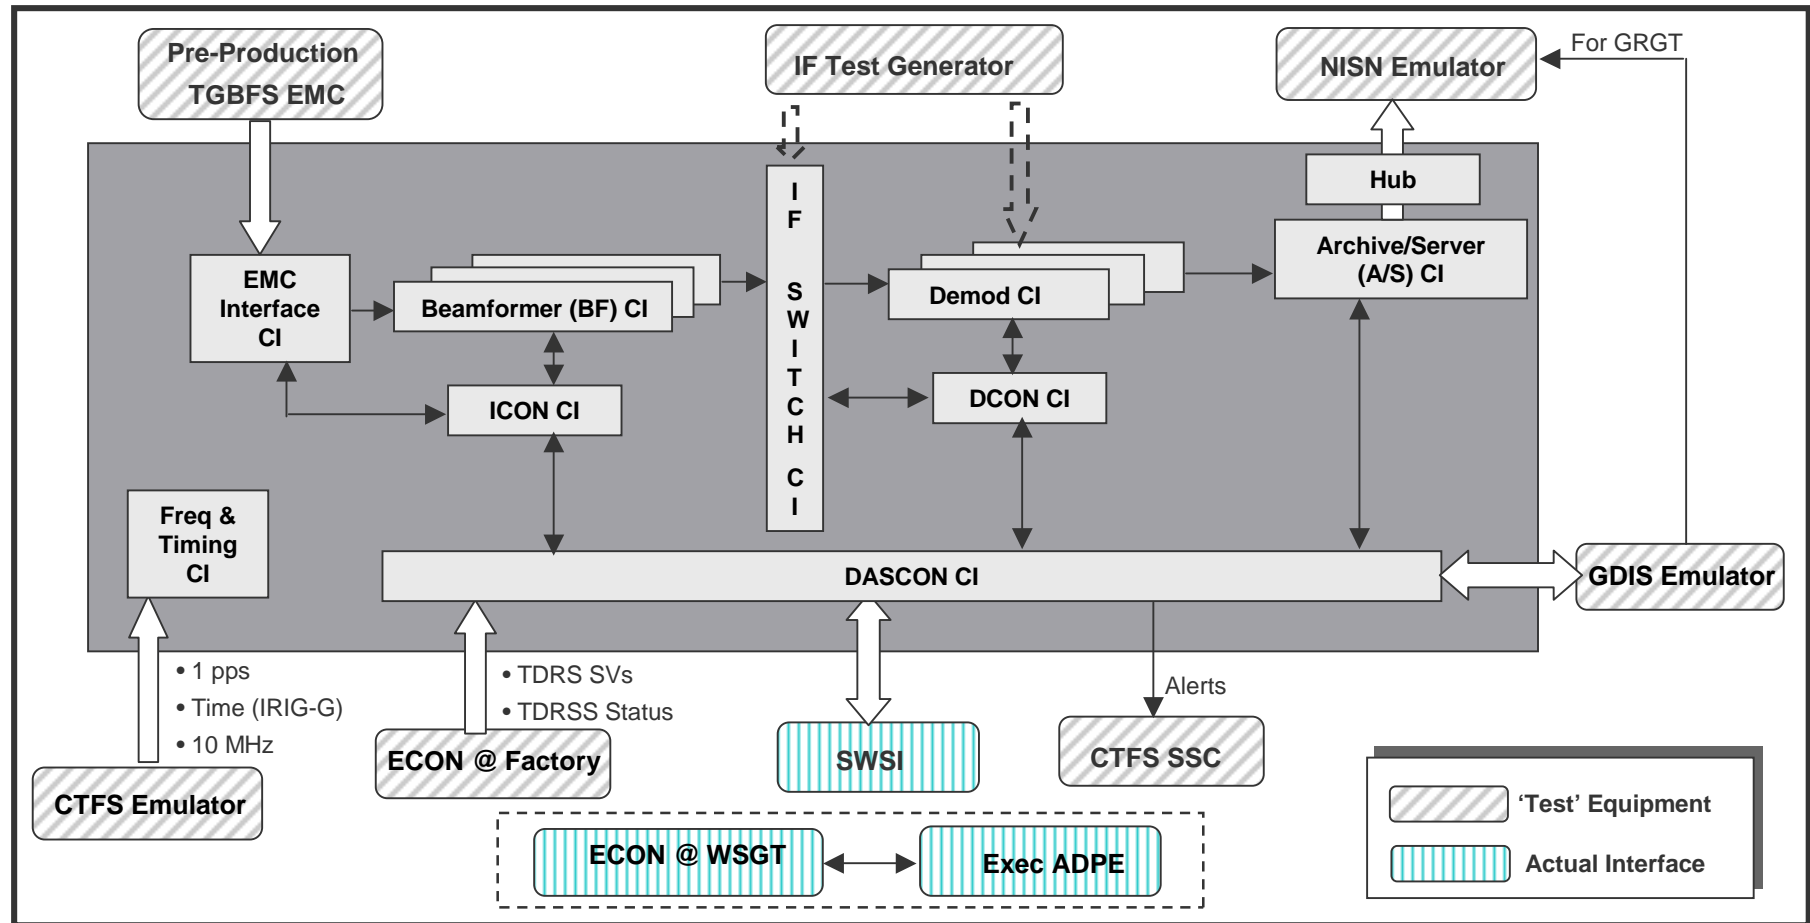 Pre-Production
TGBFS EMC
IF Test Generator
NISN Emulator
For GRGT
Hub
Archive/Server
(A/S) CI
EMC
Interface
CI
Beamformer (BF) CI
I
F
S
W
I
T
C
H
C
I
Demod CI
ICON CI
DCON CI
Freq &
Timing
CI
DASCON CI
GDIS Emulator
• 1 pps
• Time (IRIG-G)
• 10 MHz
• TDRS SVs
• TDRSS Status
Alerts
CTFS Emulator
ECON @ Factory
SWSI
CTFS SSC
ECON @ WSGT
Exec ADPE
‘Test’ Equipment
Actual Interface